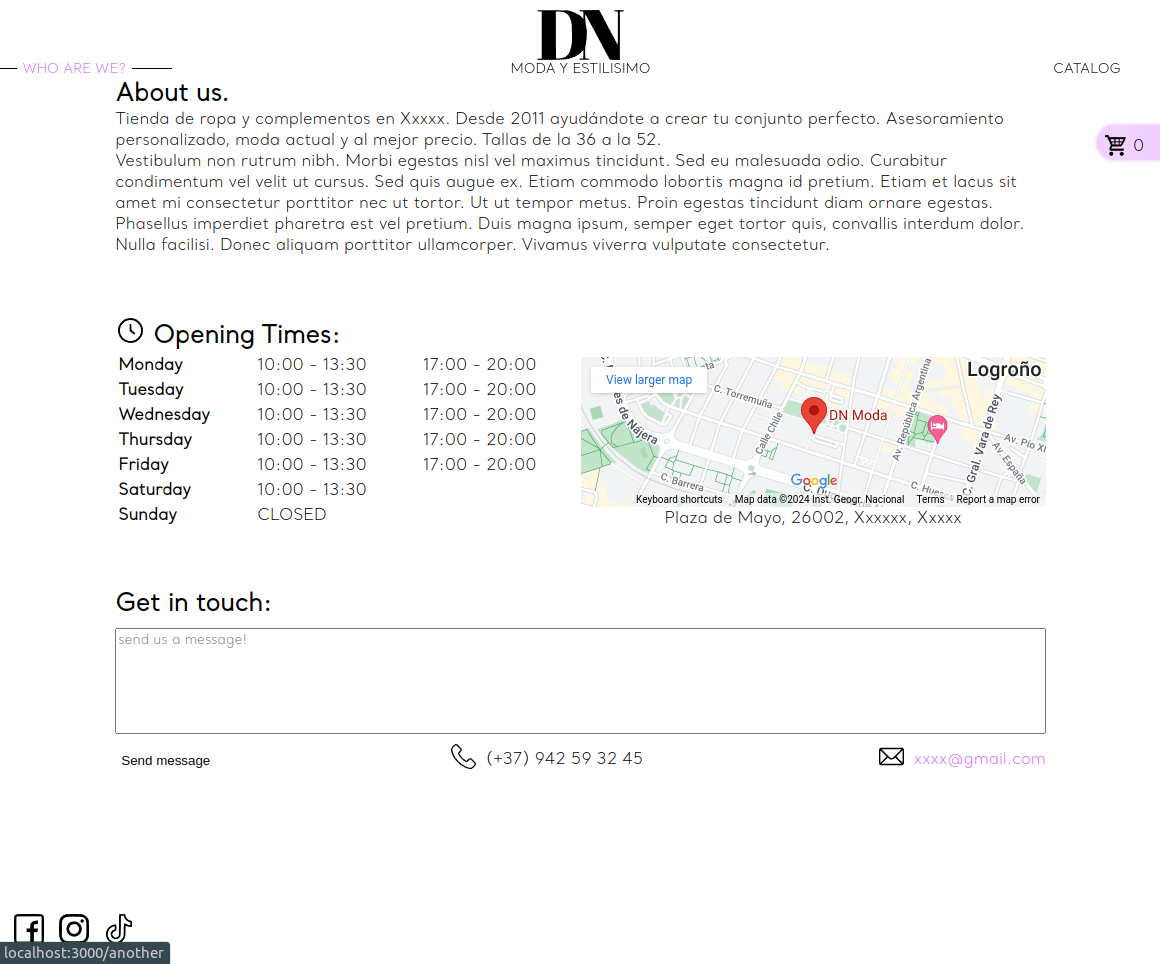 DN
WHO ARE WE?
MODA Y ESTILISIMO
CATALOG
About us.
Tienda de ropa y complementos en Xxxxx. Desde 2011 ayudándote a crear tu conjunto perfecto. Asesoramiento
personalizado, moda actual y al mejor precio. Tallas de la 36 a la 52.
0
Vestibulum non rutrum nibh. Morbi egestas nisl vel maximus tincidunt. Sed eu malesuada odio. Curabitur
condimentum vel velit ut cursus. Sed quis augue ex. Etiam commodo lobortis magna id pretium. Etiam et lacus sit
amet mi consectetur porttitor nec ut tortor. Ut ut tempor metus. Proin egestas tincidunt diam ornare egestas.
Phasellus imperdiet pharetra est vel pretium. Duis magna ipsum, semper eget tortor quis, convallis interdum dolor.
Nulla facilisi. Donec aliquam porttitor ullamcorper. Vivamus viverra vulputate consectetur.
Opening Times:
Monday 10:00 - 13:30 17:00 - 20:00
Tuesday 10:00 - 13:30 17:00 - 20:00
Wednesday 10:00 - 13:30 17:00 - 20:00
Thursday 10:00 - 13:30 17:00 - 20:00
Friday 10:00 - 13:30 17:00 - 20:00
Saturday 10:00 - 13:30
Sunday CLOSED
View larger map
Logroño
C. Torremuña
DN Moda
Calle Chile
Av. República Argentina
C. Gral. Vara de Rey
Av. Pío XI
Av. España
es de Nájera
C. Barrera
C. Hue
Google
Keyboard shortcuts
Map data ©2024 Inst. Geogr. Nacional
Terms
Report a map error
Plaza de Mayo, 26002, Xxxxxx, Xxxxx
Get in touch:
send us a message!
Send message
(+37) 942 59 32 45
xxxx@gmail.com
localhost:3000/another